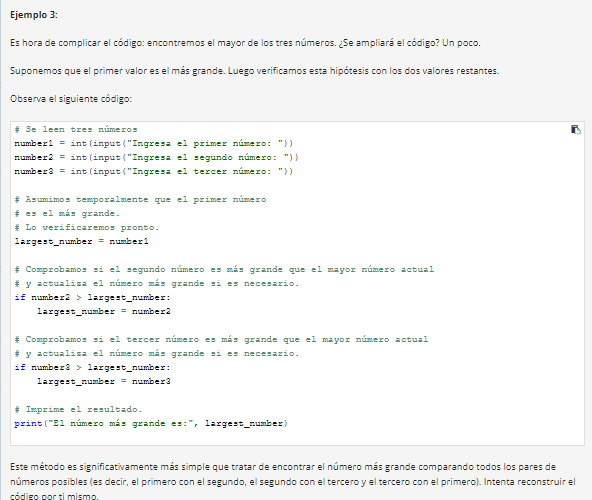 Ejemplo 3:
Es hora de complicar el código: encontremos el mayor de los tres números. ¿Se ampliará el código? Un poco.
Suponemos que el primer valor es el más grande. Luego verificamos esta hipótesis con los dos valores restantes.
Observa el siguiente código:
# Se leen tres números
number1 = int(input("Ingresa el primer número: "))
number2 = int(input("Ingresa el segundo número: "))
number3 = int(input("Ingresa el tercer número: "))
# Asumimos temporalmente que el primer número
# es el más grande.
# Lo verificaremos pronto.
largest_number = number1
# Comprobamos si el segundo número es más grande que el mayor número actual
# y actualiza el número más grande si es necesario.
if number2 > largest_number:
    largest_number = number2
# Comprobamos si el tercer número es más grande que el mayor número actual
# y actualiza el número más grande si es necesario.
if number3 > largest_number:
    largest_number = number3
# Imprime el resultado.
print("El número más grande es:", largest_number)
Este método es significativamente más simple que tratar de encontrar el número más grande comparando todos los pares de
números posibles (es decir, el primero con el segundo, el segundo con el tercero y el tercero con el primero). Intenta reconstruir el
código por ti mismo.